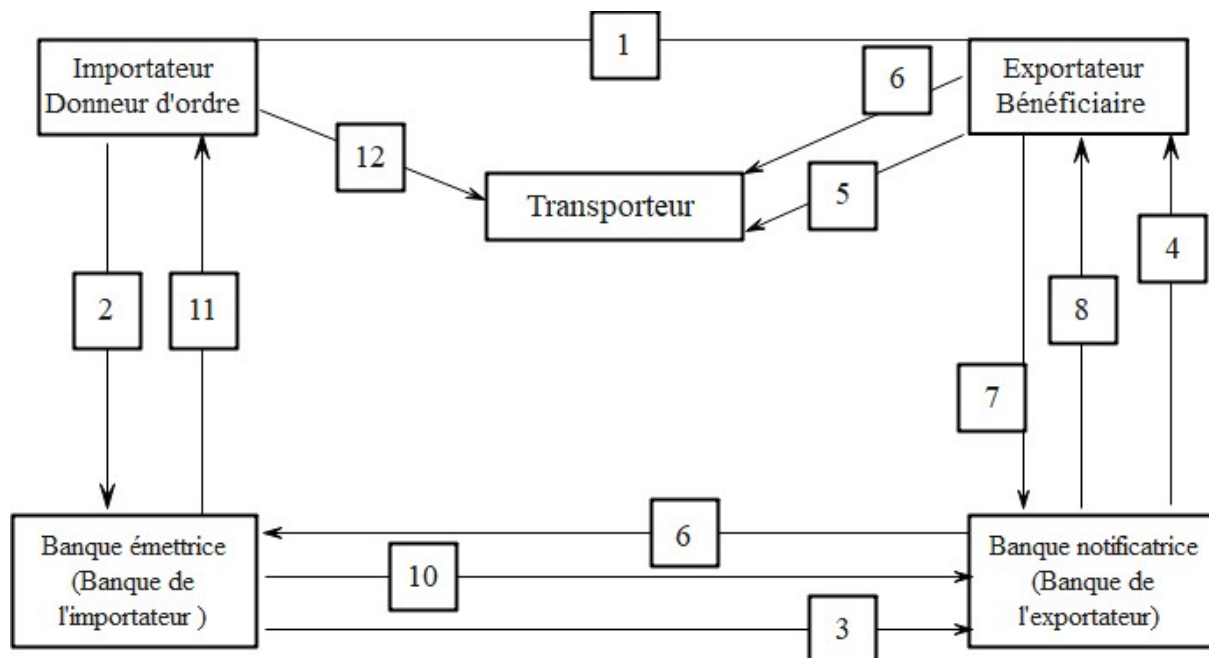 1
Importateur
Donneur d'ordre
Exportateur
Bénéficiaire
6
12
5
Transporteur
4
2
11
8
7
6
Banque émettrice
(Banque de
l'importateur )
Banque notificatrice
(Banque de
l'exportateur)
10
3